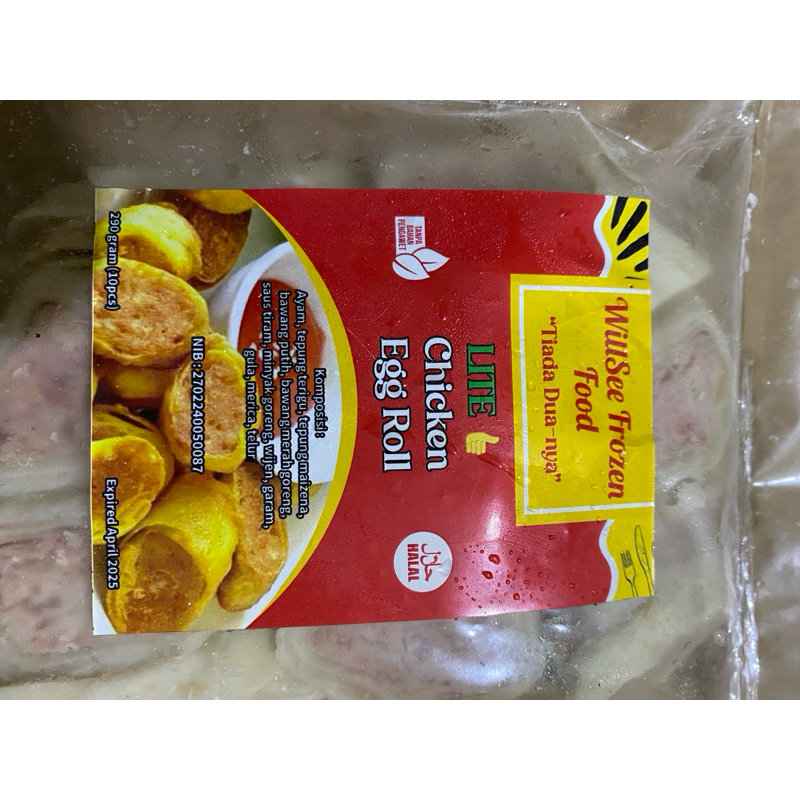 WillSee Frozen
Food
"Tiada Dua-nya"
TANPA
BAHAN
PENGAWET
LITE
Chicken
Egg Roll
حلال
HALAL
Komposisi :
Ayam, tepung terigu, tepung maizena,
bawang putih, bawang merah goreng,
saus tiram, minyak goreng, wijen, garam,
gula, merica, telur
NIB : 2702240050087
290 gram (10pcs)
Expired April 2025